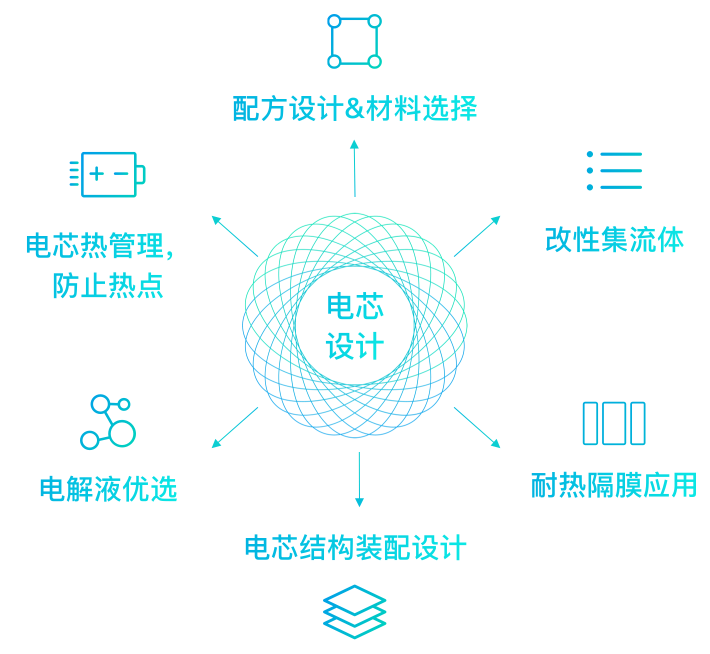 配方设计&材料选择
电芯热管理，
防止热点
改性集流体
电芯
设计
电解液优选
耐热隔膜应用
电芯结构装配设计